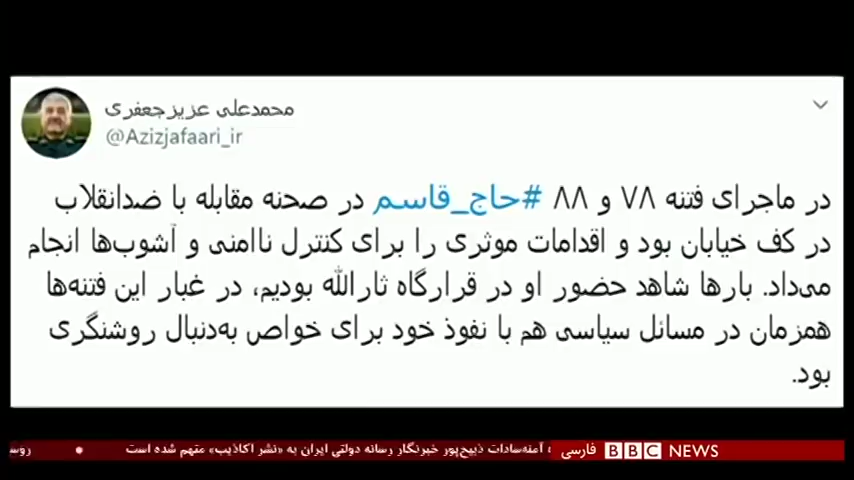 محمدعلی عزیزجعفری
@Azizjafaari_ir
در ماجرای فتنه ۷۸ و ۸۸ #حاج_قاسم در صحنه مقابله با ضدانقلاب
در کف خیابان بود و اقدامات موثری را برای کنترل ناامنی و آشوب‌ها انجام
می‌داد. بارها شاهد حضور او در قرارگاه ثارالله بودیم، در غبار این فتنه‌ها
همزمان در مسائل سیاسی هم با نفوذ خود برای خواص به‌دنبال روشنگری
بود.
BBC NEWS فارسی
آمنه‌سادات ذبیح‌پور خبرنگار رسانه دولتی ایران به «نشر اکاذیب» متهم شده است